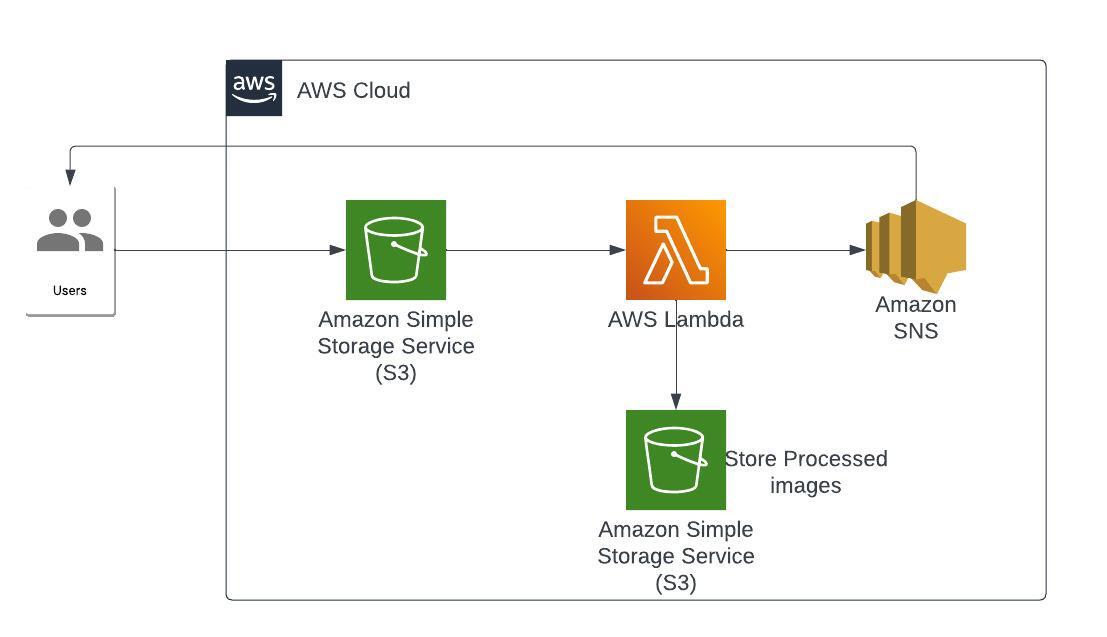 aws
AWS Cloud
Users
Amazon Simple
Storage Service
(S3)
AWS Lambda
Amazon
SNS
Store Processed
images
Amazon Simple
Storage Service
(S3)